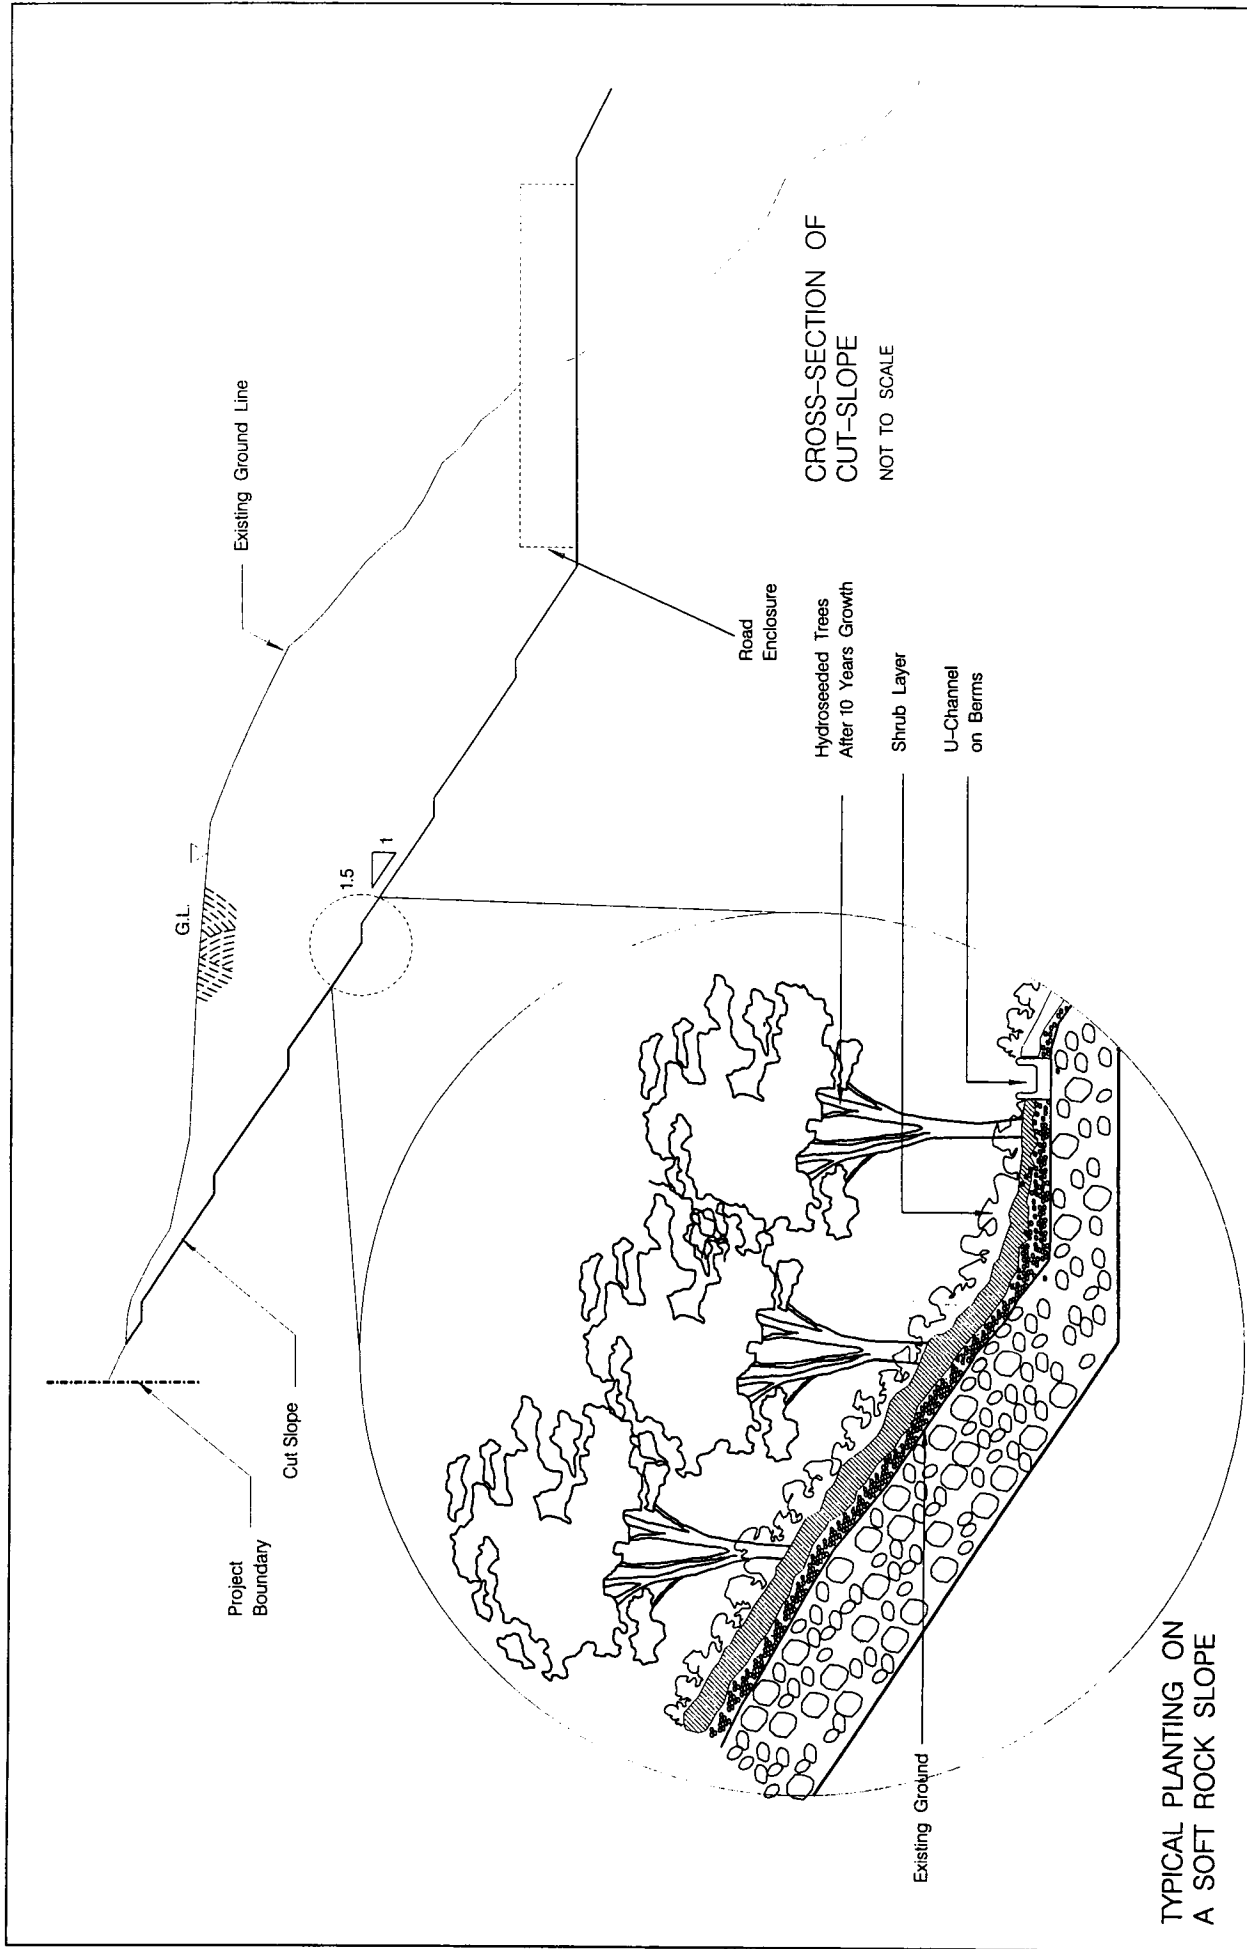 Project
Boundary
Cut Slope
G.L.
1.5
1
Existing Ground Line
Road
Enclosure
CROSS-SECTION OF
CUT-SLOPE
NOT TO SCALE
Hydroseeded Trees
After 10 Years Growth
Shrub Layer
U-Channel
on Berms
Existing Ground
TYPICAL PLANTING ON
A SOFT ROCK SLOPE